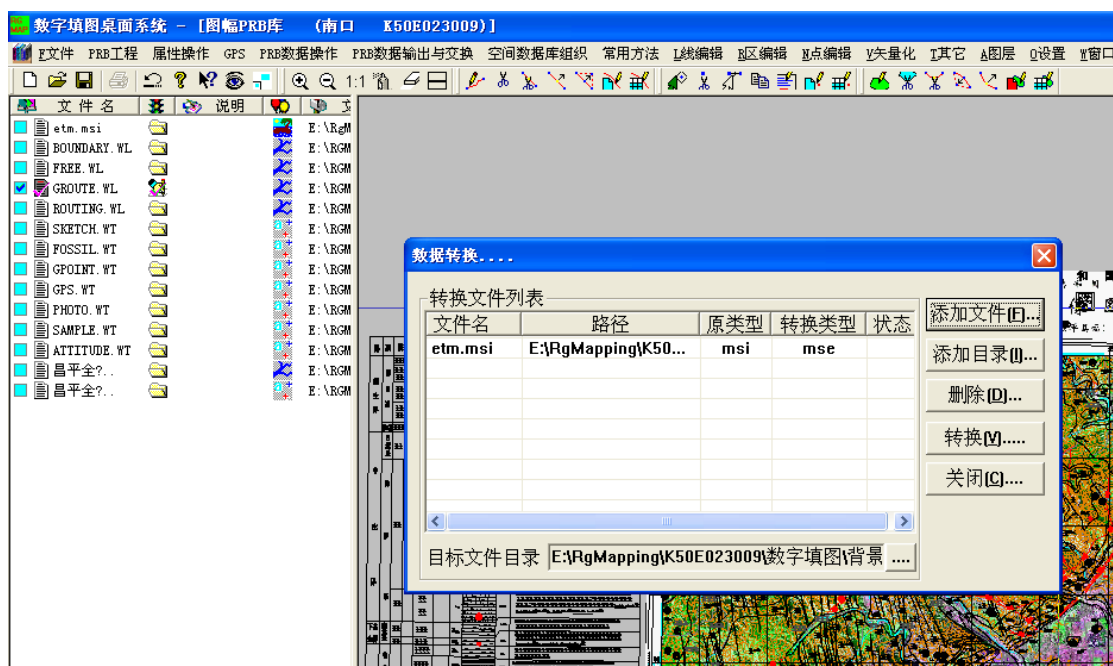 RG MAP 数字填图桌面系统 - [图幅PRB库 (南口 K50E023009)]
F文件 PRB工程 属性操作 GPS PRB数据操作 PRB数据输出与交换 空间数据库组织 常用方法 L线编辑 R区编辑 N点编辑 V矢量化 I其它 A图层 Q设置 W窗口
1:1
文件名 说明
etm.msi E:\RgM
BOUNDARY.WL E:\RGM
FREE.WL E:\RGM
GROUTE.WL E:\RGM
ROUTING.WL E:\RGM
SKETCH.WT E:\RGM
FOSSIL.WT E:\RGM
GPOINT.WT E:\RGM
GPS.WT E:\RGM
PHOTO.WT E:\RGM
SAMPLE.WT E:\RGM
ATTITUDE.WT E:\RGM
昌平全?.. E:\RGM
昌平全?.. E:\RGM
数据转换....
转换文件列表
文件名 路径 原类型 转换类型 状态
etm.msi E:\RgMapping\K50... msi mse
添加文件(F)...
添加目录(I)...
删除(D)...
转换(V).....
关闭(C)....
目标文件目录 E:\RgMapping\K50E023009\数字填图\背景 ....